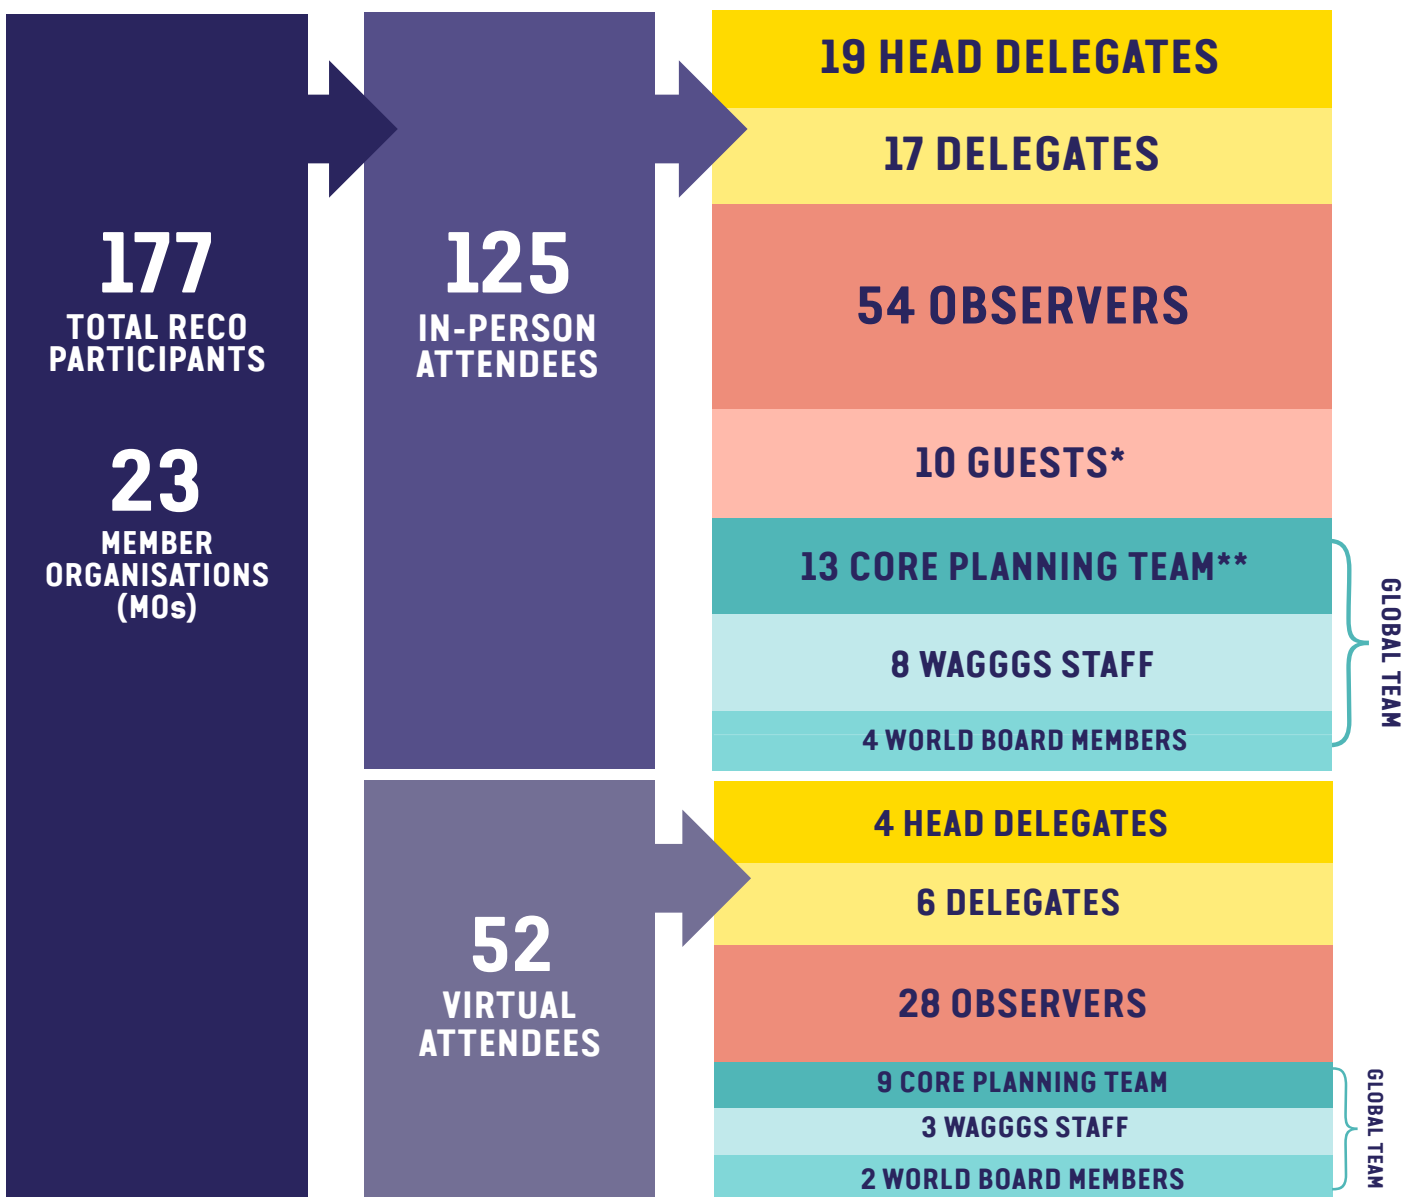 177
TOTAL RECO
PARTICIPANTS
23
MEMBER
ORGANISATIONS
(MOs)
125
IN-PERSON
ATTENDEES
19 HEAD DELEGATES
17 DELEGATES
54 OBSERVERS
10 GUESTS*
13 CORE PLANNING TEAM**
8 WAGGGS STAFF
4 WORLD BOARD MEMBERS
GLOBAL TEAM
52
VIRTUAL
ATTENDEES
4 HEAD DELEGATES
6 DELEGATES
28 OBSERVERS
9 CORE PLANNING TEAM
3 WAGGGS STAFF
2 WORLD BOARD MEMBERS
GLOBAL TEAM